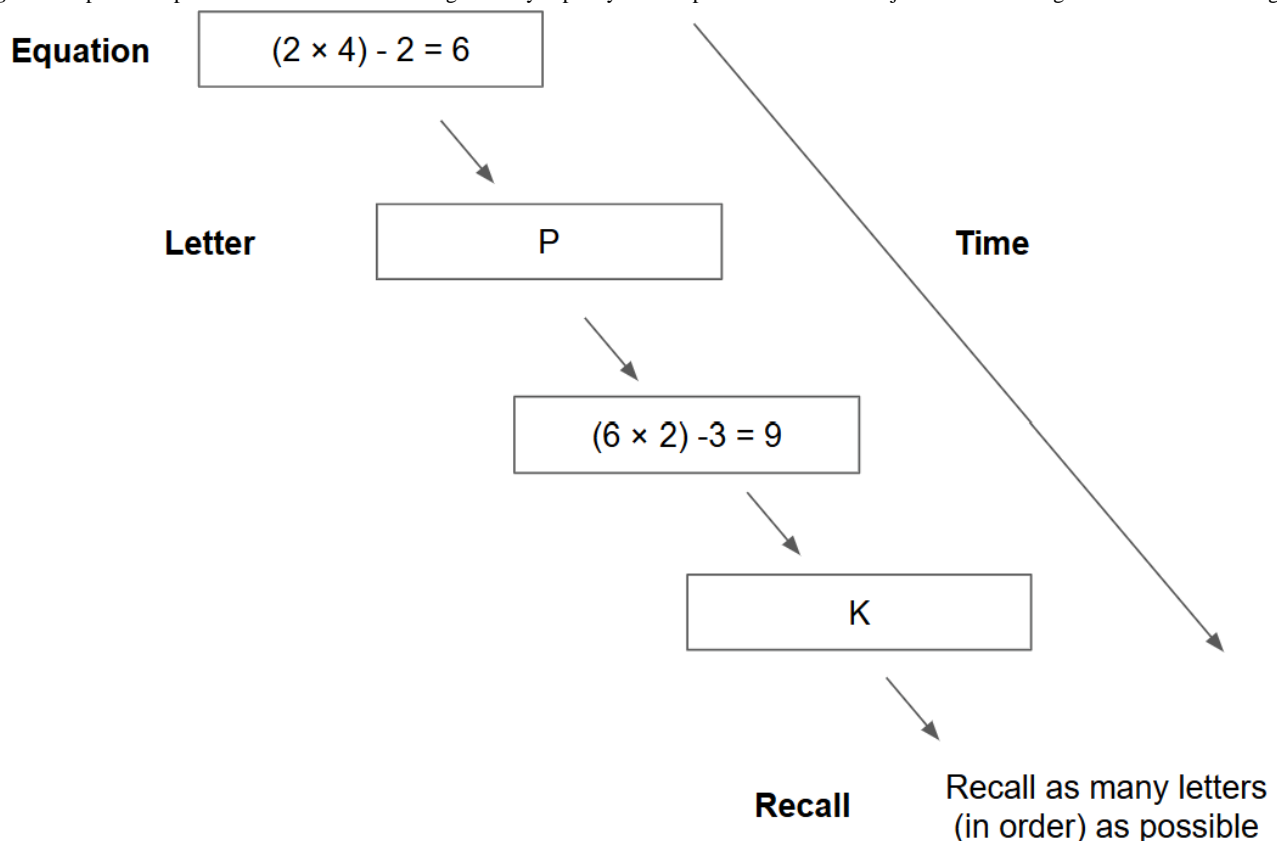 Equation
(2 × 4) - 2 = 6
Letter
P
Time
(6 × 2) -3 = 9
K
Recall
Recall as many letters
(in order) as possible